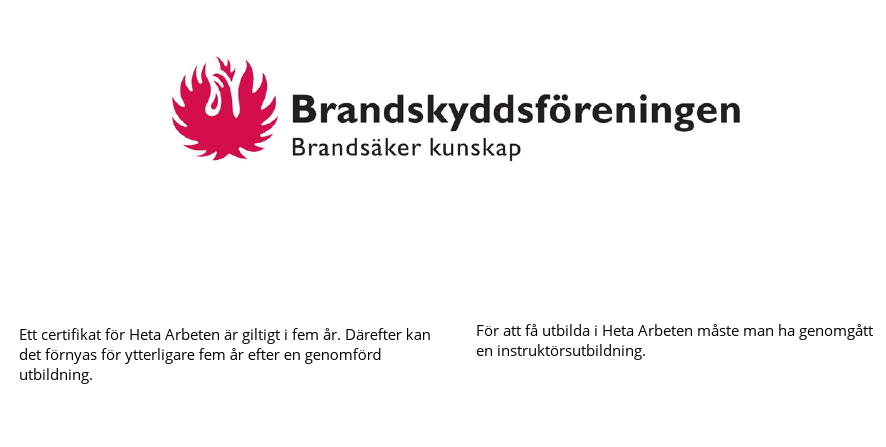 Brandskyddsföreningen
Brandsäker kunskap
Ett certifikat för Heta Arbeten är giltigt i fem år. Därefter kan
det förnyas för ytterligare fem år efter en genomförd
utbildning.
För att få utbilda i Heta Arbeten måste man ha genomgått
en instruktörsutbildning.